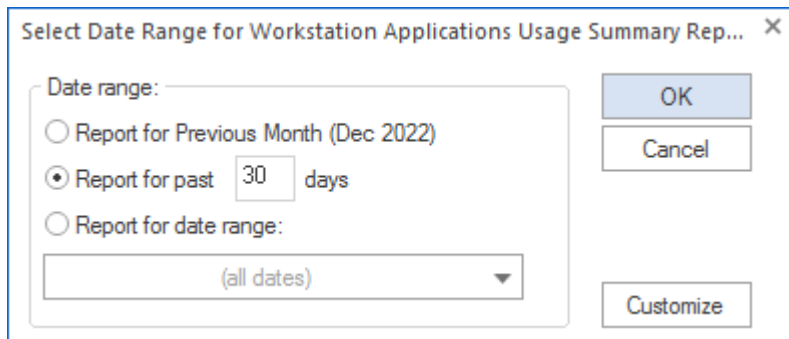 Select Date Range for Workstation Applications Usage Summary Rep...
Date range:
Report for Previous Month (Dec 2022)
Report for past 30 days
Report for date range:
(all dates)
OK
Cancel
Customize